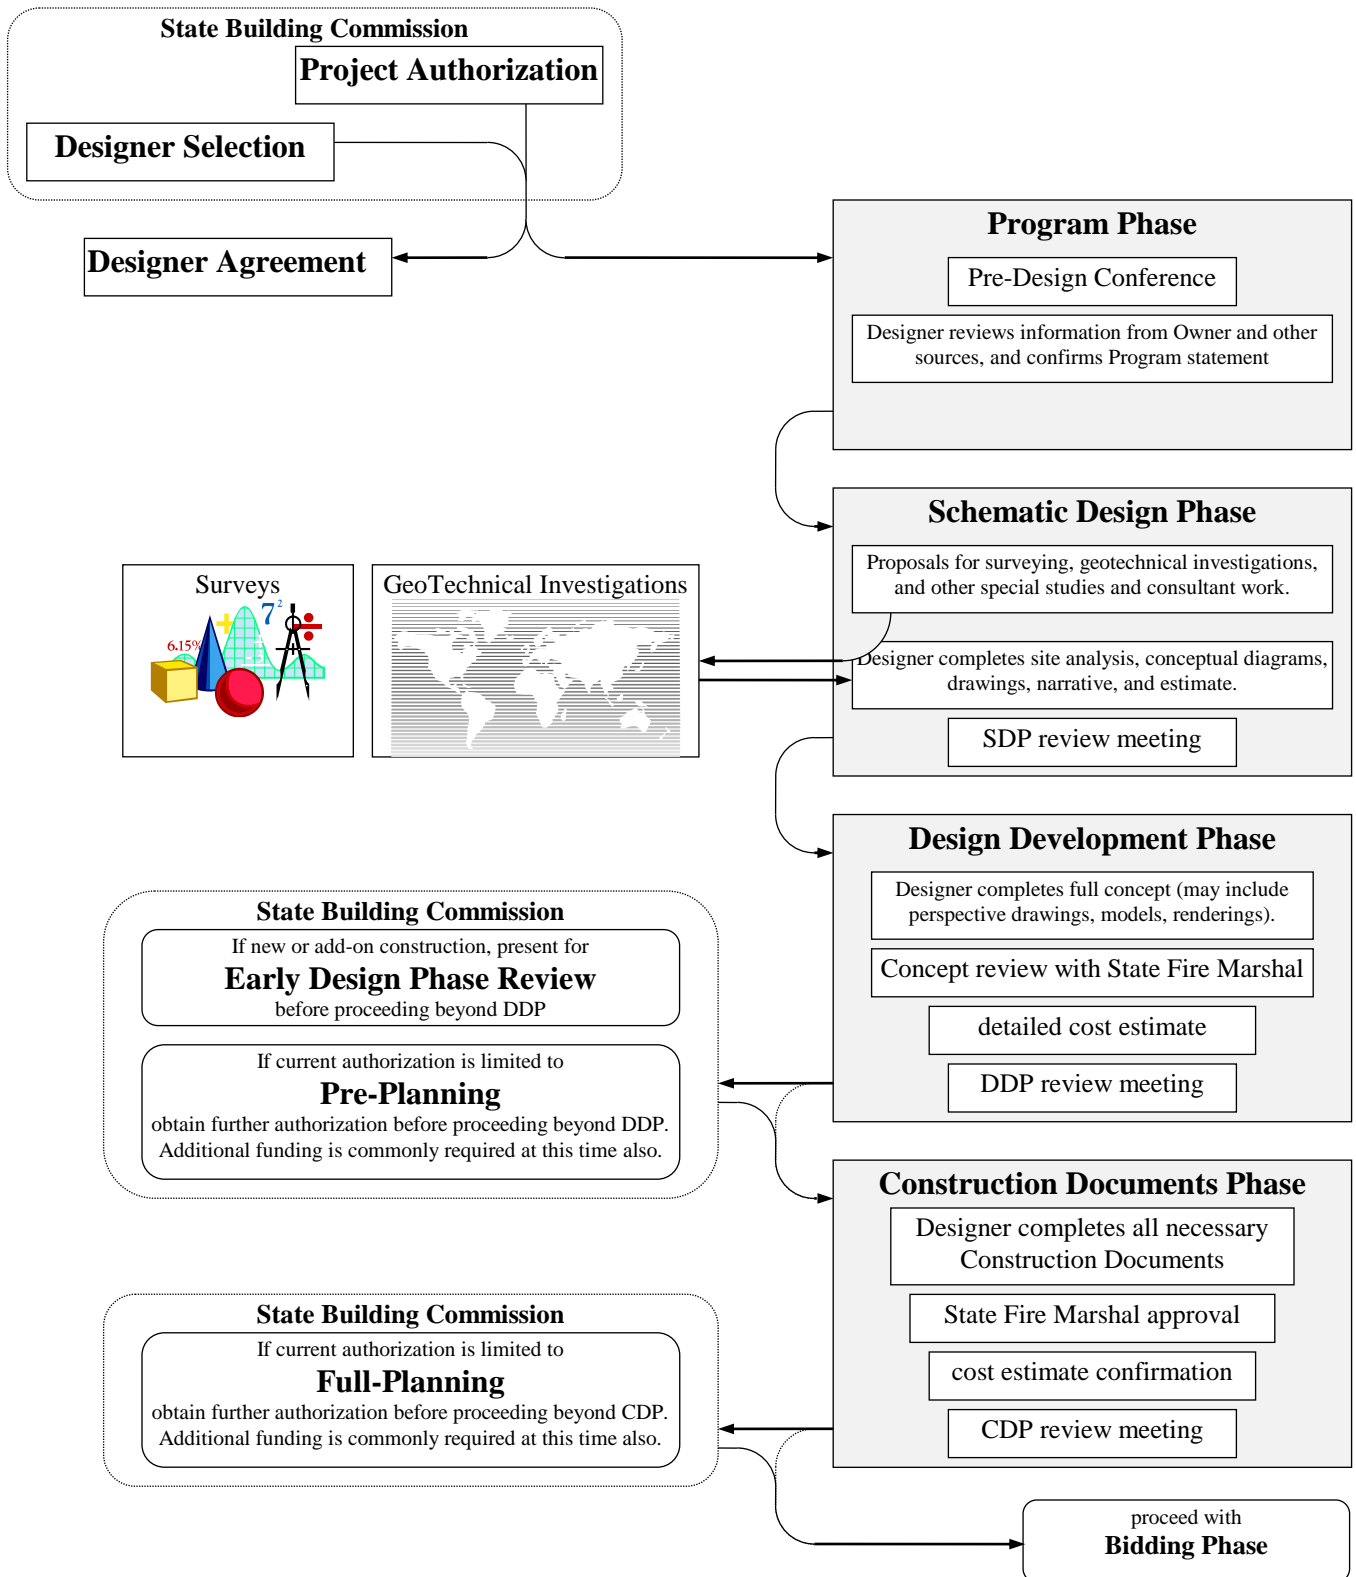 State Building Commission
Project Authorization
Designer Selection
Designer Agreement
Program Phase
Pre-Design Conference
Designer reviews information from Owner and other
sources, and confirms Program statement
Schematic Design Phase
Proposals for surveying, geotechnical investigations,
and other special studies and consultant work.
Surveys
7²
6.15%
GeoTechnical Investigations
Designer completes site analysis, conceptual diagrams,
drawings, narrative, and estimate.
SDP review meeting
Design Development Phase
Designer completes full concept (may include
perspective drawings, models, renderings).
Concept review with State Fire Marshal
detailed cost estimate
DDP review meeting
State Building Commission
If new or add-on construction, present for
Early Design Phase Review
before proceeding beyond DDP
If current authorization is limited to
Pre-Planning
obtain further authorization before proceeding beyond DDP.
Additional funding is commonly required at this time also.
Construction Documents Phase
Designer completes all necessary
Construction Documents
State Fire Marshal approval
cost estimate confirmation
CDP review meeting
State Building Commission
If current authorization is limited to
Full-Planning
obtain further authorization before proceeding beyond CDP.
Additional funding is commonly required at this time also.
proceed with
Bidding Phase